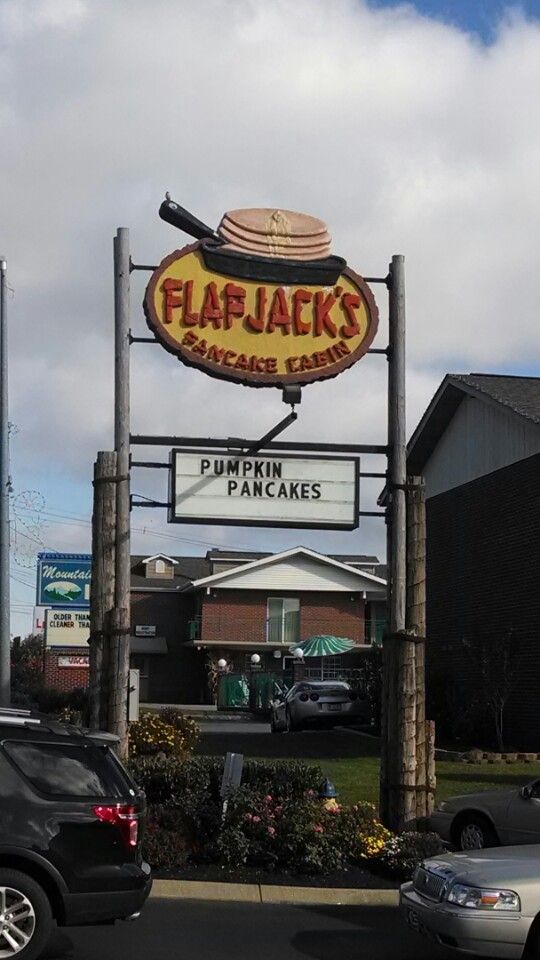 FLAPJACK'S
PANCAKE CABIN
PUMPKIN
PANCAKES
Mountain
OLDER THAN
CLEANER THA
VACA